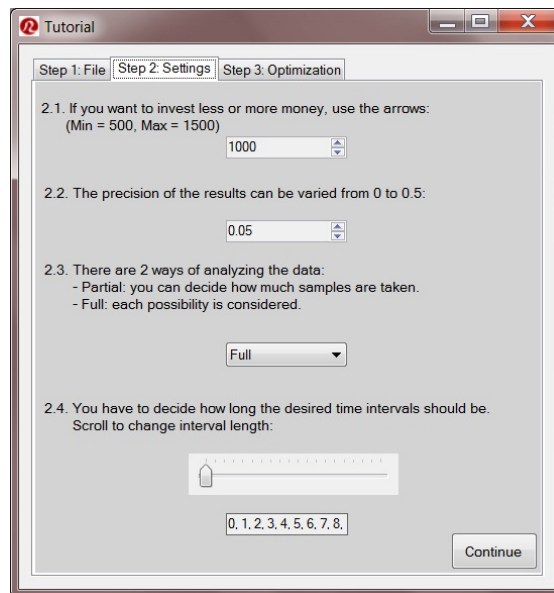 Tutorial
Step 1: File Step 2: Settings Step 3: Optimization
2.1. If you want to invest less or more money, use the arrows:
(Min = 500, Max = 1500)
1000
2.2. The precision of the results can be varied from 0 to 0.5:
0.05
2.3. There are 2 ways of analyzing the data:
- Partial: you can decide how much samples are taken.
- Full: each possibility is considered.
Full
2.4. You have to decide how long the desired time intervals should be.
Scroll to change interval length:
0, 1, 2, 3, 4, 5, 6, 7, 8,
Continue